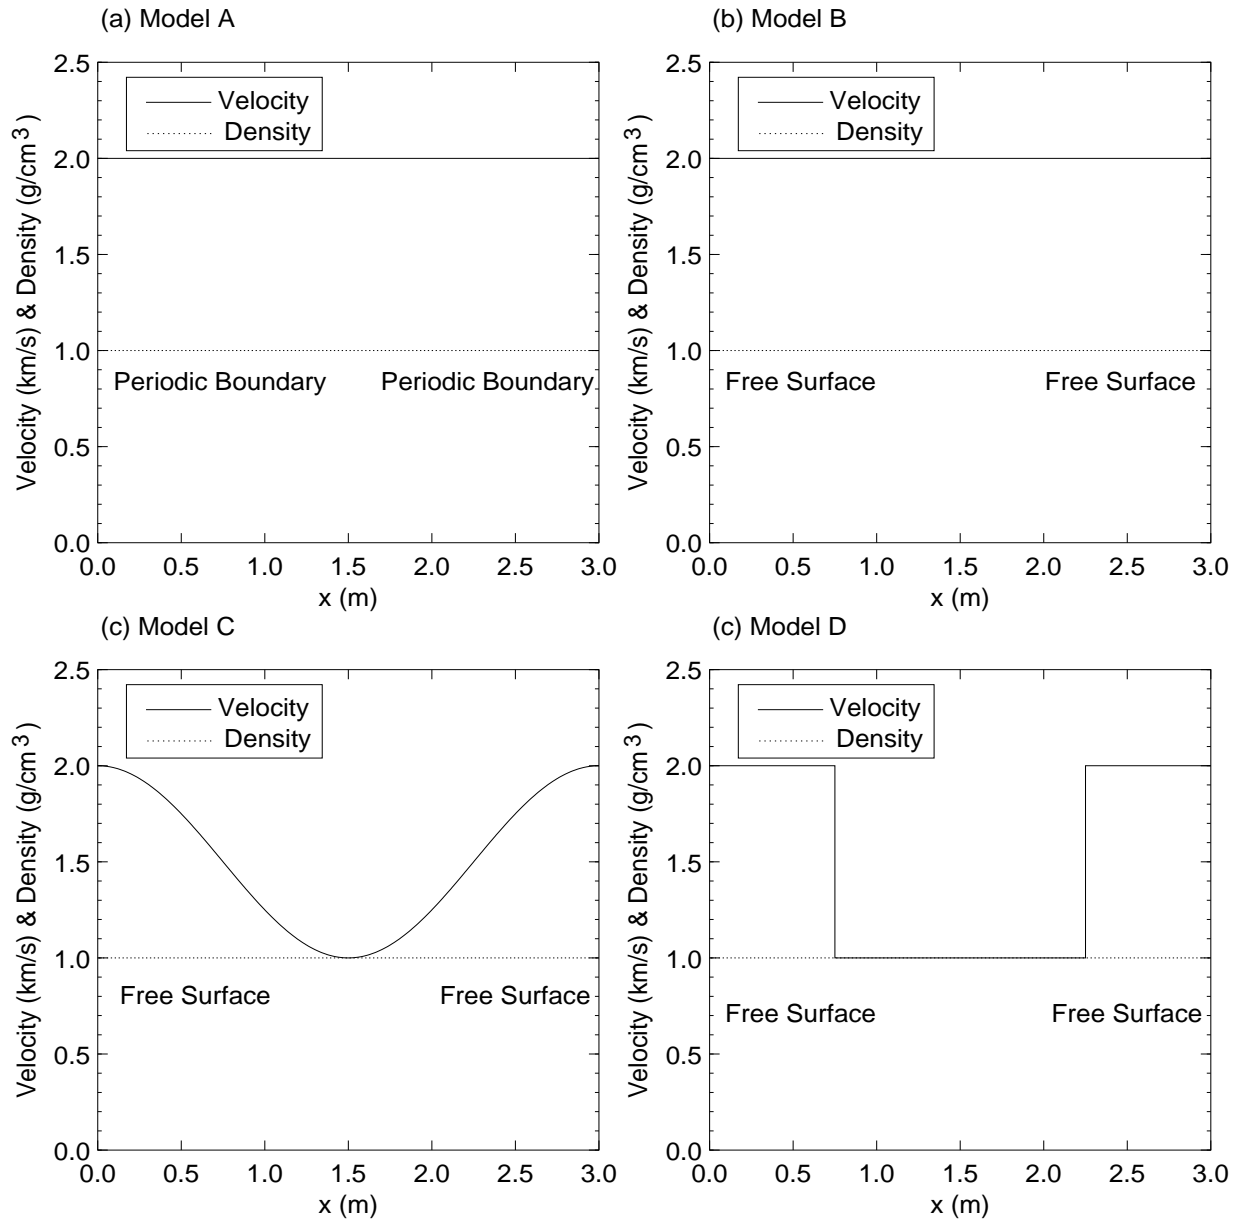 (a) Model A
Velocity (km/s) & Density (g/cm3)
2.5
2.0
1.5
1.0
0.5
0.0
Velocity
Density
Periodic Boundary
Periodic Boundary
0.0 0.5 1.0 1.5 2.0 2.5 3.0
x (m)
(b) Model B
Velocity (km/s) & Density (g/cm3)
2.5
2.0
1.5
1.0
0.5
0.0
Velocity
Density
Free Surface
Free Surface
0.0 0.5 1.0 1.5 2.0 2.5 3.0
x (m)
(c) Model C
Velocity (km/s) & Density (g/cm3)
2.5
2.0
1.5
1.0
0.5
0.0
Velocity
Density
Free Surface
Free Surface
0.0 0.5 1.0 1.5 2.0 2.5 3.0
x (m)
(c) Model D
Velocity (km/s) & Density (g/cm3)
2.5
2.0
1.5
1.0
0.5
0.0
Velocity
Density
Free Surface
Free Surface
0.0 0.5 1.0 1.5 2.0 2.5 3.0
x (m)